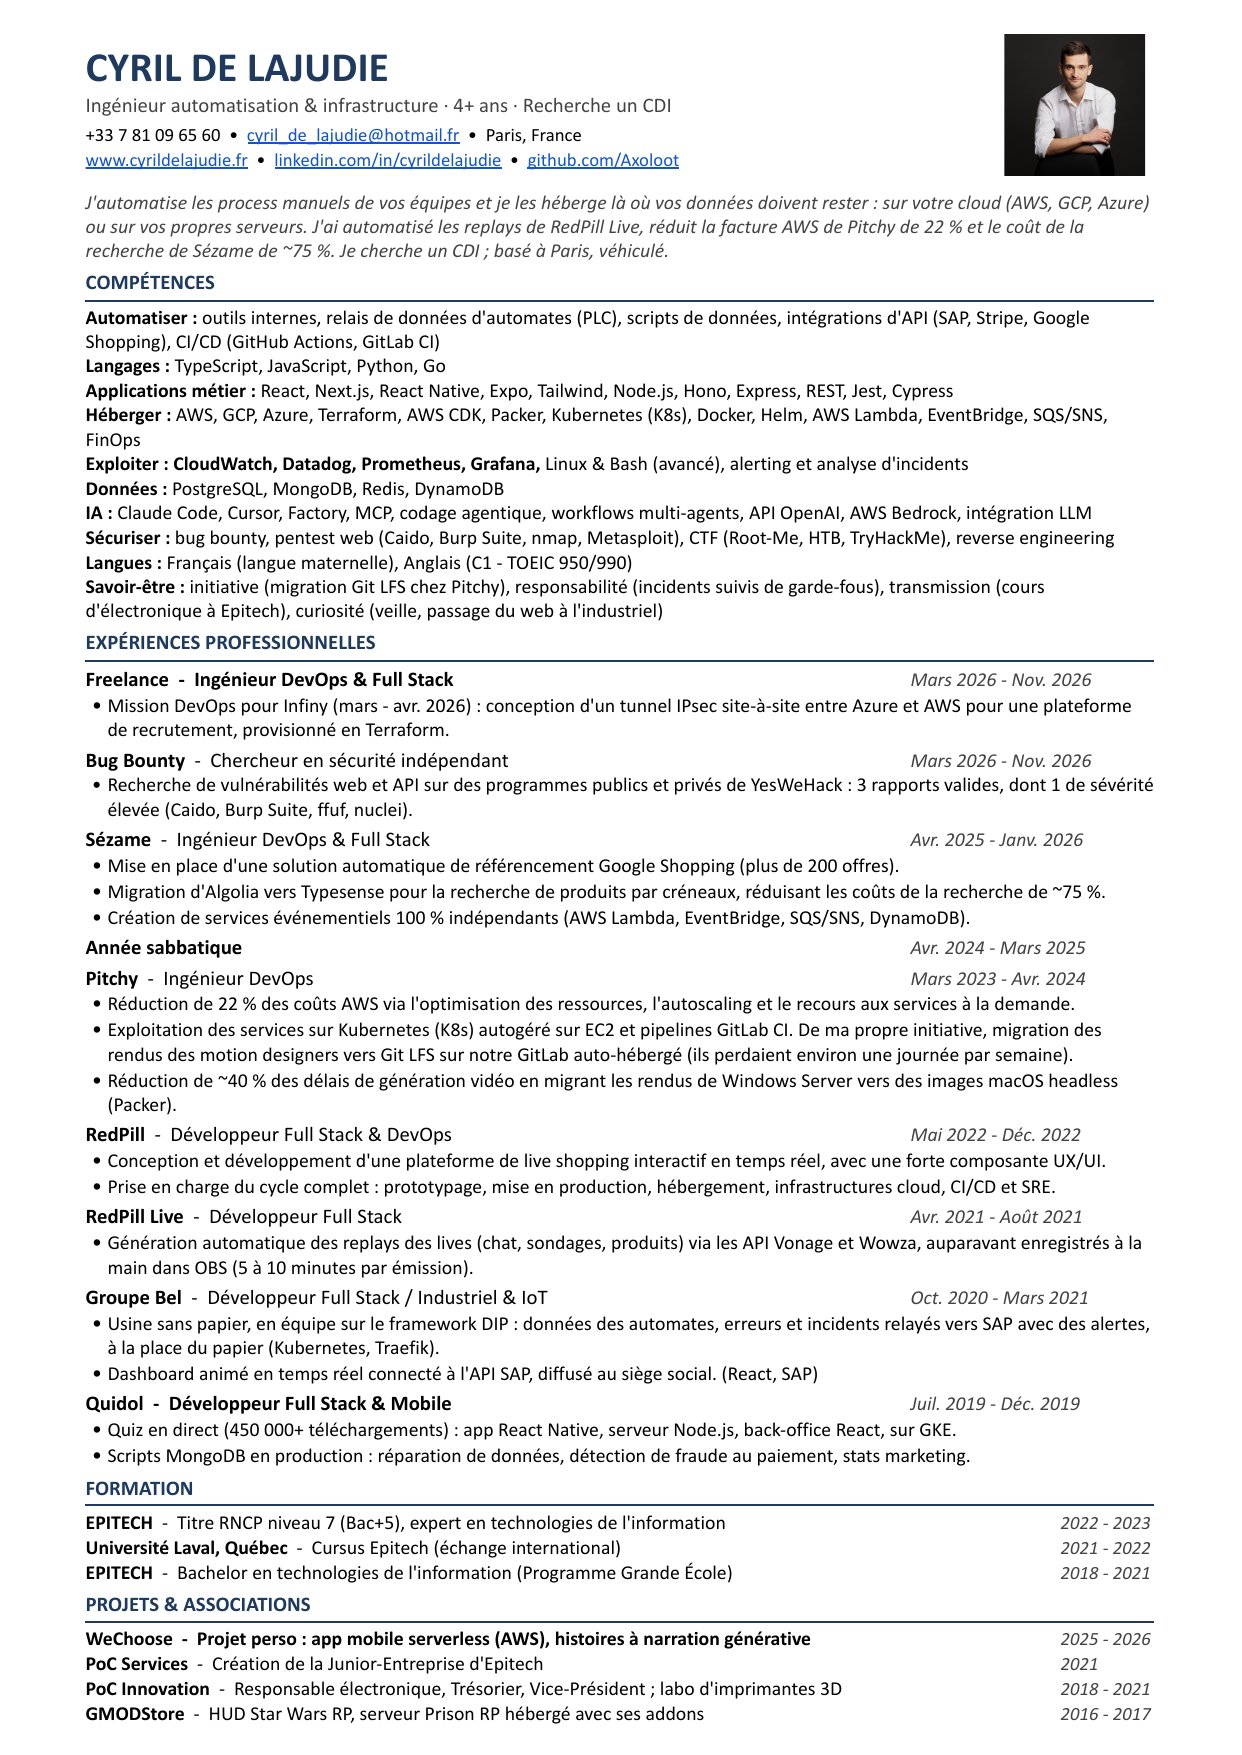 CYRIL DE LAJUDIE
Ingénieur automatisation & infrastructure · 4+ ans · Recherche un CDI
+33 7 81 09 65 60 • cyril_de_lajudie@hotmail.fr • Paris, France
www.cyrildelajudie.fr • linkedin.com/in/cyrildelajudie • github.com/Axoloot
J'automatise les process manuels de vos équipes et je les héberge là où vos données doivent rester : sur votre cloud (AWS, GCP, Azure)
ou sur vos propres serveurs. J'ai automatisé les replays de RedPill Live, réduit la facture AWS de Pitchy de 22 % et le coût de la
recherche de Sézame de ~75 %. Je cherche un CDI ; basé à Paris, véhiculé.
COMPÉTENCES
Automatiser : outils internes, relais de données d'automates (PLC), scripts de données, intégrations d'API (SAP, Stripe, Google
Shopping), CI/CD (GitHub Actions, GitLab CI)
Langages : TypeScript, JavaScript, Python, Go
Applications métier : React, Next.js, React Native, Expo, Tailwind, Node.js, Hono, Express, REST, Jest, Cypress
Héberger : AWS, GCP, Azure, Terraform, AWS CDK, Packer, Kubernetes (K8s), Docker, Helm, AWS Lambda, EventBridge, SQS/SNS,
FinOps
Exploiter : CloudWatch, Datadog, Prometheus, Grafana, Linux & Bash (avancé), alerting et analyse d'incidents
Données : PostgreSQL, MongoDB, Redis, DynamoDB
IA : Claude Code, Cursor, Factory, MCP, codage agentique, workflows multi-agents, API OpenAI, AWS Bedrock, intégration LLM
Sécuriser : bug bounty, pentest web (Caido, Burp Suite, nmap, Metasploit), CTF (Root-Me, HTB, TryHackMe), reverse engineering
Langues : Français (langue maternelle), Anglais (C1 - TOEIC 950/990)
Savoir-être : initiative (migration Git LFS chez Pitchy), responsabilité (incidents suivis de garde-fous), transmission (cours
d'électronique à Epitech), curiosité (veille, passage du web à l'industriel)
EXPÉRIENCES PROFESSIONNELLES
Freelance - Ingénieur DevOps & Full Stack Mars 2026 - Nov. 2026
• Mission DevOps pour Infiny (mars - avr. 2026) : conception d'un tunnel IPsec site-à-site entre Azure et AWS pour une plateforme
de recrutement, provisionné en Terraform.
Bug Bounty - Chercheur en sécurité indépendant Mars 2026 - Nov. 2026
• Recherche de vulnérabilités web et API sur des programmes publics et privés de YesWeHack : 3 rapports valides, dont 1 de sévérité
élevée (Caido, Burp Suite, ffuf, nuclei).
Sézame - Ingénieur DevOps & Full Stack Avr. 2025 - Janv. 2026
• Mise en place d'une solution automatique de référencement Google Shopping (plus de 200 offres).
• Migration d'Algolia vers Typesense pour la recherche de produits par créneaux, réduisant les coûts de la recherche de ~75 %.
• Création de services événementiels 100 % indépendants (AWS Lambda, EventBridge, SQS/SNS, DynamoDB).
Année sabbatique Avr. 2024 - Mars 2025
Pitchy - Ingénieur DevOps Mars 2023 - Avr. 2024
• Réduction de 22 % des coûts AWS via l'optimisation des ressources, l'autoscaling et le recours aux services à la demande.
• Exploitation des services sur Kubernetes (K8s) autogéré sur EC2 et pipelines GitLab CI. De ma propre initiative, migration des
rendus des motion designers vers Git LFS sur notre GitLab auto-hébergé (ils perdaient environ une journée par semaine).
• Réduction de ~40 % des délais de génération vidéo en migrant les rendus de Windows Server vers des images macOS headless
(Packer).
RedPill - Développeur Full Stack & DevOps Mai 2022 - Déc. 2022
• Conception et développement d'une plateforme de live shopping interactif en temps réel, avec une forte composante UX/UI.
• Prise en charge du cycle complet : prototypage, mise en production, hébergement, infrastructures cloud, CI/CD et SRE.
RedPill Live - Développeur Full Stack Avr. 2021 - Août 2021
• Génération automatique des replays des lives (chat, sondages, produits) via les API Vonage et Wowza, auparavant enregistrés à la
main dans OBS (5 à 10 minutes par émission).
Groupe Bel - Développeur Full Stack / Industriel & IoT Oct. 2020 - Mars 2021
• Usine sans papier, en équipe sur le framework DIP : données des automates, erreurs et incidents relayés vers SAP avec des alertes,
à la place du papier (Kubernetes, Traefik).
• Dashboard animé en temps réel connecté à l'API SAP, diffusé au siège social. (React, SAP)
Quidol - Développeur Full Stack & Mobile Juil. 2019 - Déc. 2019
• Quiz en direct (450 000+ téléchargements) : app React Native, serveur Node.js, back-office React, sur GKE.
• Scripts MongoDB en production : réparation de données, détection de fraude au paiement, stats marketing.
FORMATION
EPITECH - Titre RNCP niveau 7 (Bac+5), expert en technologies de l'information 2022 - 2023
Université Laval, Québec - Cursus Epitech (échange international) 2021 - 2022
EPITECH - Bachelor en technologies de l'information (Programme Grande École) 2018 - 2021
PROJETS & ASSOCIATIONS
WeChoose - Projet perso : app mobile serverless (AWS), histoires à narration générative 2025 - 2026
PoC Services - Création de la Junior-Entreprise d'Epitech 2021
PoC Innovation - Responsable électronique, Trésorier, Vice-Président ; labo d'imprimantes 3D 2018 - 2021
GMODStore - HUD Star Wars RP, serveur Prison RP hébergé avec ses addons 2016 - 2017